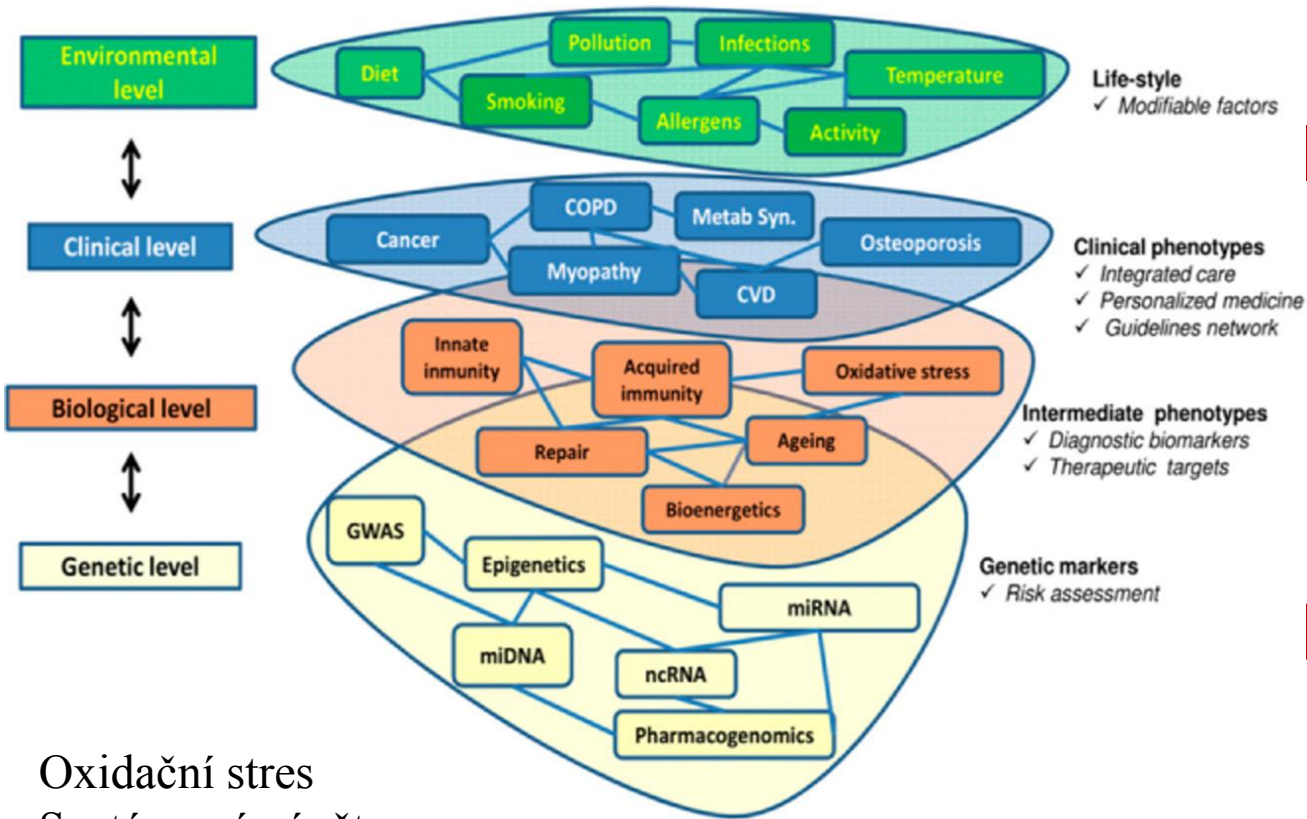 Environmental
level
Diet
Pollution
Infections
Smoking
Temperature
Allergens
Activity
Life-style
✓ Modifiable factors
Clinical level
Cancer
COPD
Metab Syn.
Osteoporosis
Myopathy
CVD
Clinical phenotypes
✓ Integrated care
✓ Personalized medicine
✓ Guidelines network
Biological level
Innate
inmunity
Acquired
immunity
Oxidative stress
Repair
Ageing
Bioenergetics
Intermediate phenotypes
✓ Diagnostic biomarkers
✓ Therapeutic targets
Genetic level
GWAS
Epigenetics
miRNA
miDNA
ncRNA
Pharmacogenomics
Genetic markers
✓ Risk assessment
Oxidační stres